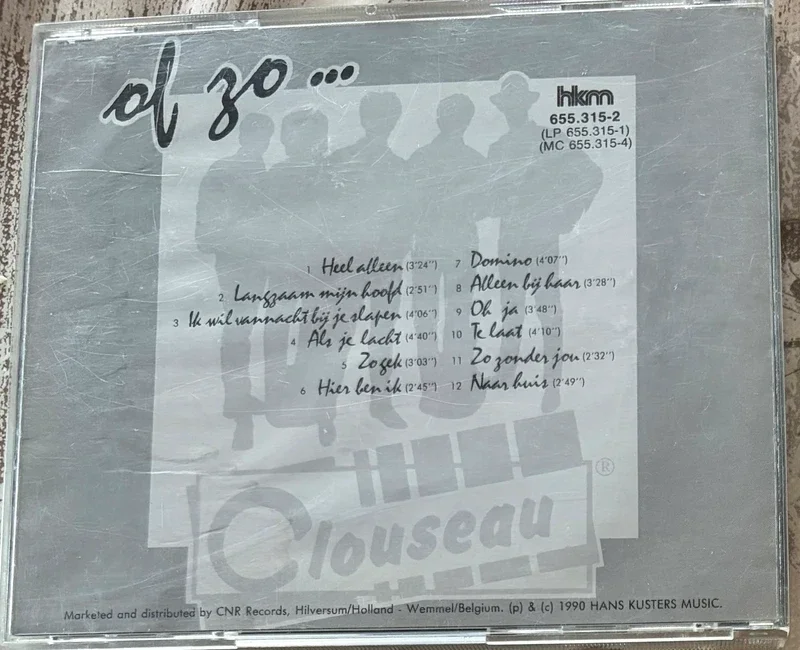 of zo ...
hkm
655.315-2
(LP 655.315-1)
(MC 655.315-4)
1 Heel alleen (3'24'')
2 Langzaam mijn hoofd (2'51'')
3 Ik wil vannacht bij je slapen (4'06'')
4 Als je lacht (4'40'')
5 Zo gek (3'03'')
6 Hier ben ik (2'45'')
7 Domino (4'07'')
8 Alleen bij haar (3'28'')
9 Oh ja (3'48'')
10 Te laat (4'10'')
11 Zo zonder jou (2'32'')
12 Naar huis (2'49'')
Clouseau ®
Marketed and distributed by CNR Records, Hilversum/Holland - Wemmel/Belgium. (p) & (c) 1990 HANS KUSTERS MUSIC.